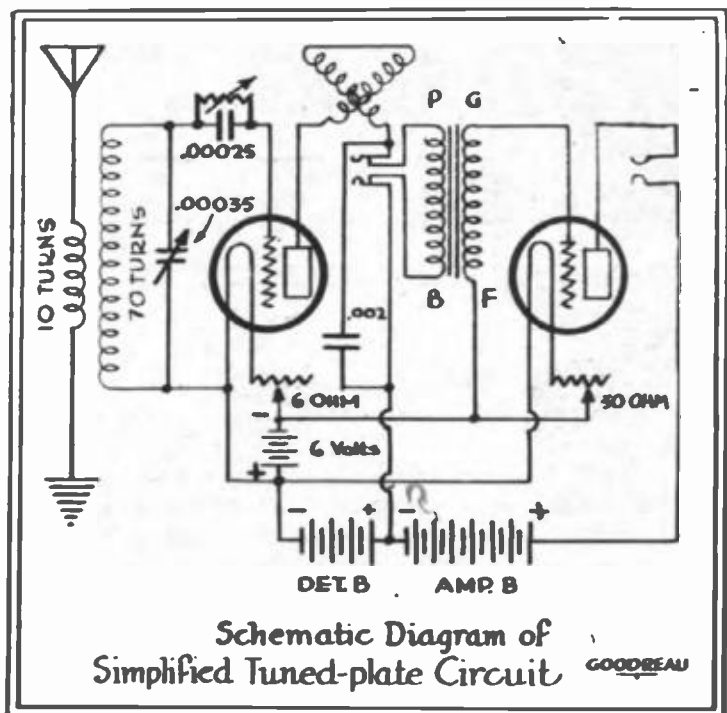 P G
.00025
.00035
10 TURNS
70 TURNS
B F
.002
6 OHM
50 OHM
-
6 Volts
+
- + - +
DET. B AMP. B
Schematic Diagram of
Simplified Tuned-plate Circuit GOODREAU